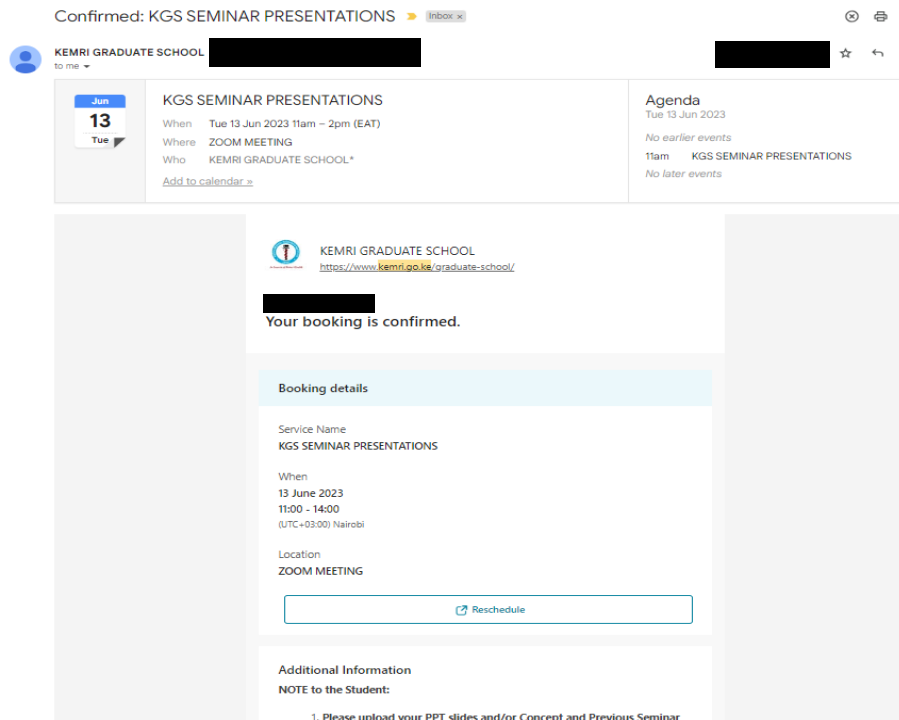 Confirmed: KGS SEMINAR PRESENTATIONS Inbox ×
KEMRI GRADUATE SCHOOL
to me
Jun
13
Tue
KGS SEMINAR PRESENTATIONS
When Tue 13 Jun 2023 11am – 2pm (EAT)
Where ZOOM MEETING
Who KEMRI GRADUATE SCHOOL*
Add to calendar »
Agenda
Tue 13 Jun 2023
No earlier events
11am KGS SEMINAR PRESENTATIONS
No later events
KEMRI GRADUATE SCHOOL
https://www.kemri.go.ke/graduate-school/
Your booking is confirmed.
Booking details
Service Name
KGS SEMINAR PRESENTATIONS
When
13 June 2023
11:00 - 14:00
(UTC+03:00) Nairobi
Location
ZOOM MEETING
Reschedule
Additional Information
NOTE to the Student:
1. Please upload your PPT slides and/or Concept and Previous Seminar